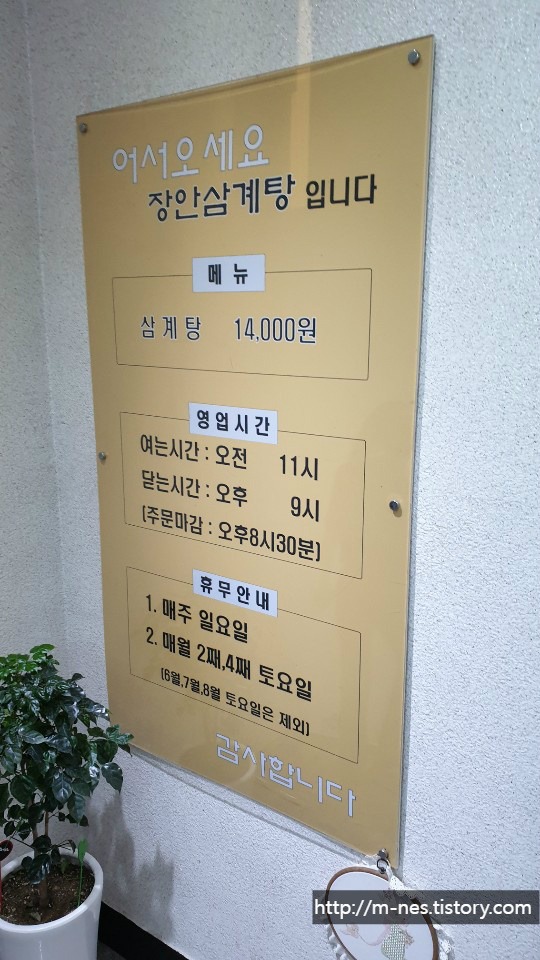 어서오세요
장안삼계탕 입니다
메 뉴
삼계탕 14,000원
영업시간
여는시간 : 오전 11시
닫는시간 : 오후 9시
(주문마감 : 오후8시30분)
휴무안내
1. 매주 일요일
2. 매월 2째,4째 토요일
(6월,7월,8월 토요일은 제외)
감사합니다
http://m-nes.tistory.com